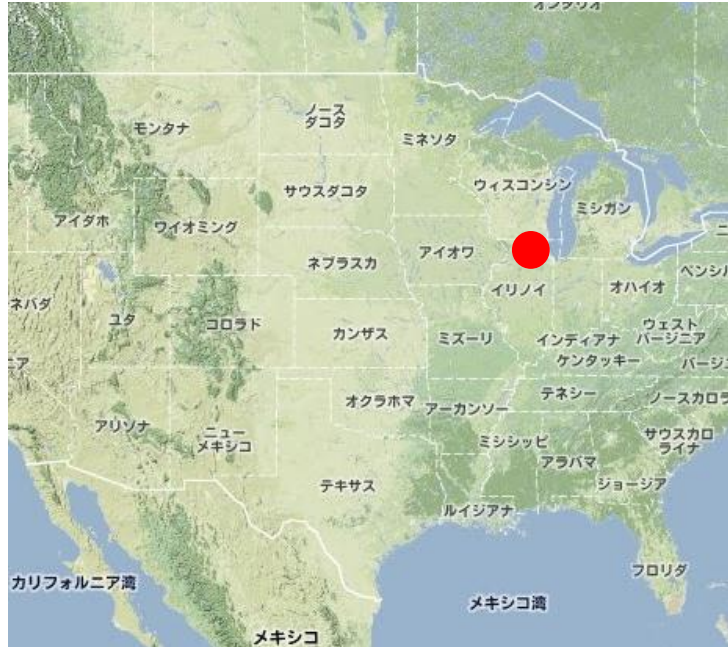 オンタリオ
モンタナ
ノース
ダコタ
ミネソタ
サウスダコタ
ウィスコンシン
ミシガン
アイダホ
ワイオミング
アイオワ
ネブラスカ
イリノイ
オハイオ
ペンシル
ネバダ
ユタ
コロラド
カンザス
ミズーリ
インディアナ
ウェスト
バージニア
ケンタッキー
バージ
ニア
アリゾナ
ニュー
メキシコ
オクラホマ
アーカンソー
テネシー
ノースカロラ
ミシシッピ
アラバマ
サウスカロ
ライナ
テキサス
ルイジアナ
ジョージア
フロリダ
カリフォルニア湾
メキシコ湾
メキシコ